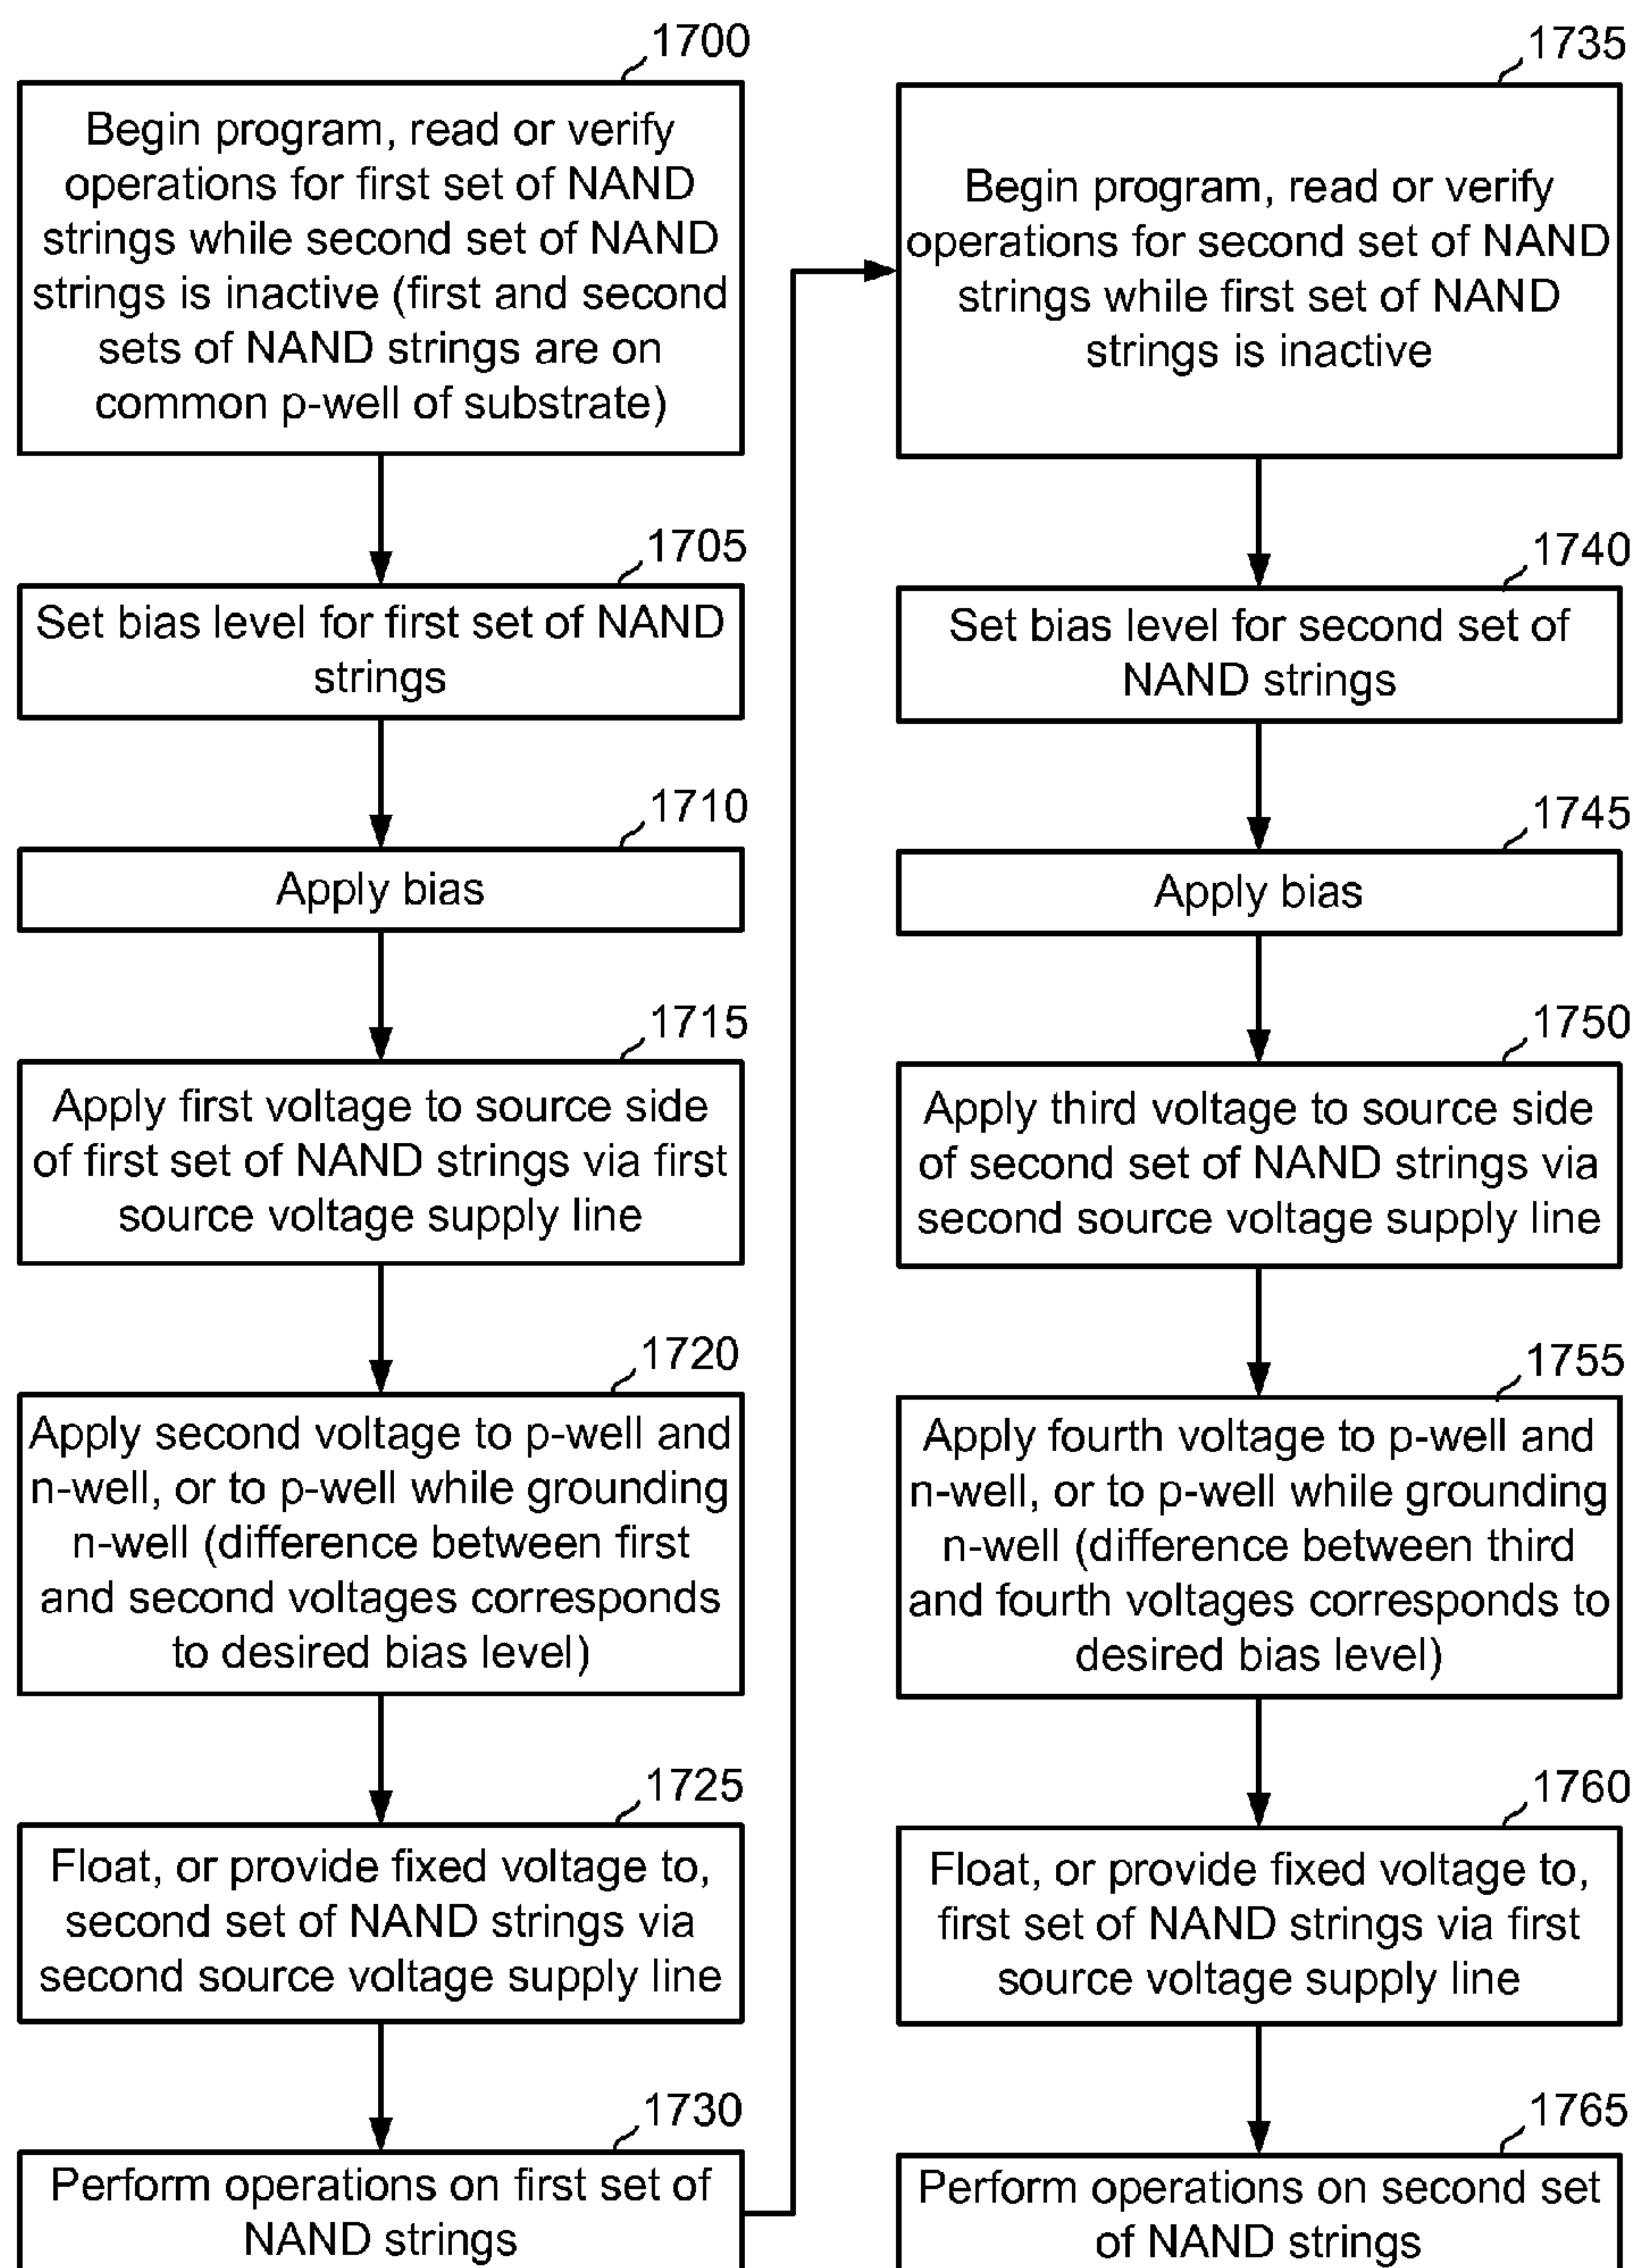 1700
Begin program, read or verify
operations for first set of NAND
strings while second set of NAND
strings is inactive (first and second
sets of NAND strings are on
common p-well of substrate)
1705
Set bias level for first set of NAND
strings
1710
Apply bias
1715
Apply first voltage to source side
of first set of NAND strings via first
source voltage supply line
1720
Apply second voltage to p-well and
n-well, or to p-well while grounding
n-well (difference between first
and second voltages corresponds
to desired bias level)
1725
Float, or provide fixed voltage to,
second set of NAND strings via
second source voltage supply line
1730
Perform operations on first set of
NAND strings
1735
Begin program, read or verify
operations for second set of NAND
strings while first set of NAND
strings is inactive
1740
Set bias level for second set of
NAND strings
1745
Apply bias
1750
Apply third voltage to source side
of second set of NAND strings via
second source voltage supply line
1755
Apply fourth voltage to p-well and
n-well, or to p-well while grounding
n-well (difference between third
and fourth voltages corresponds to
desired bias level)
1760
Float, or provide fixed voltage to,
first set of NAND strings via first
source voltage supply line
1765
Perform operations on second set
of NAND strings